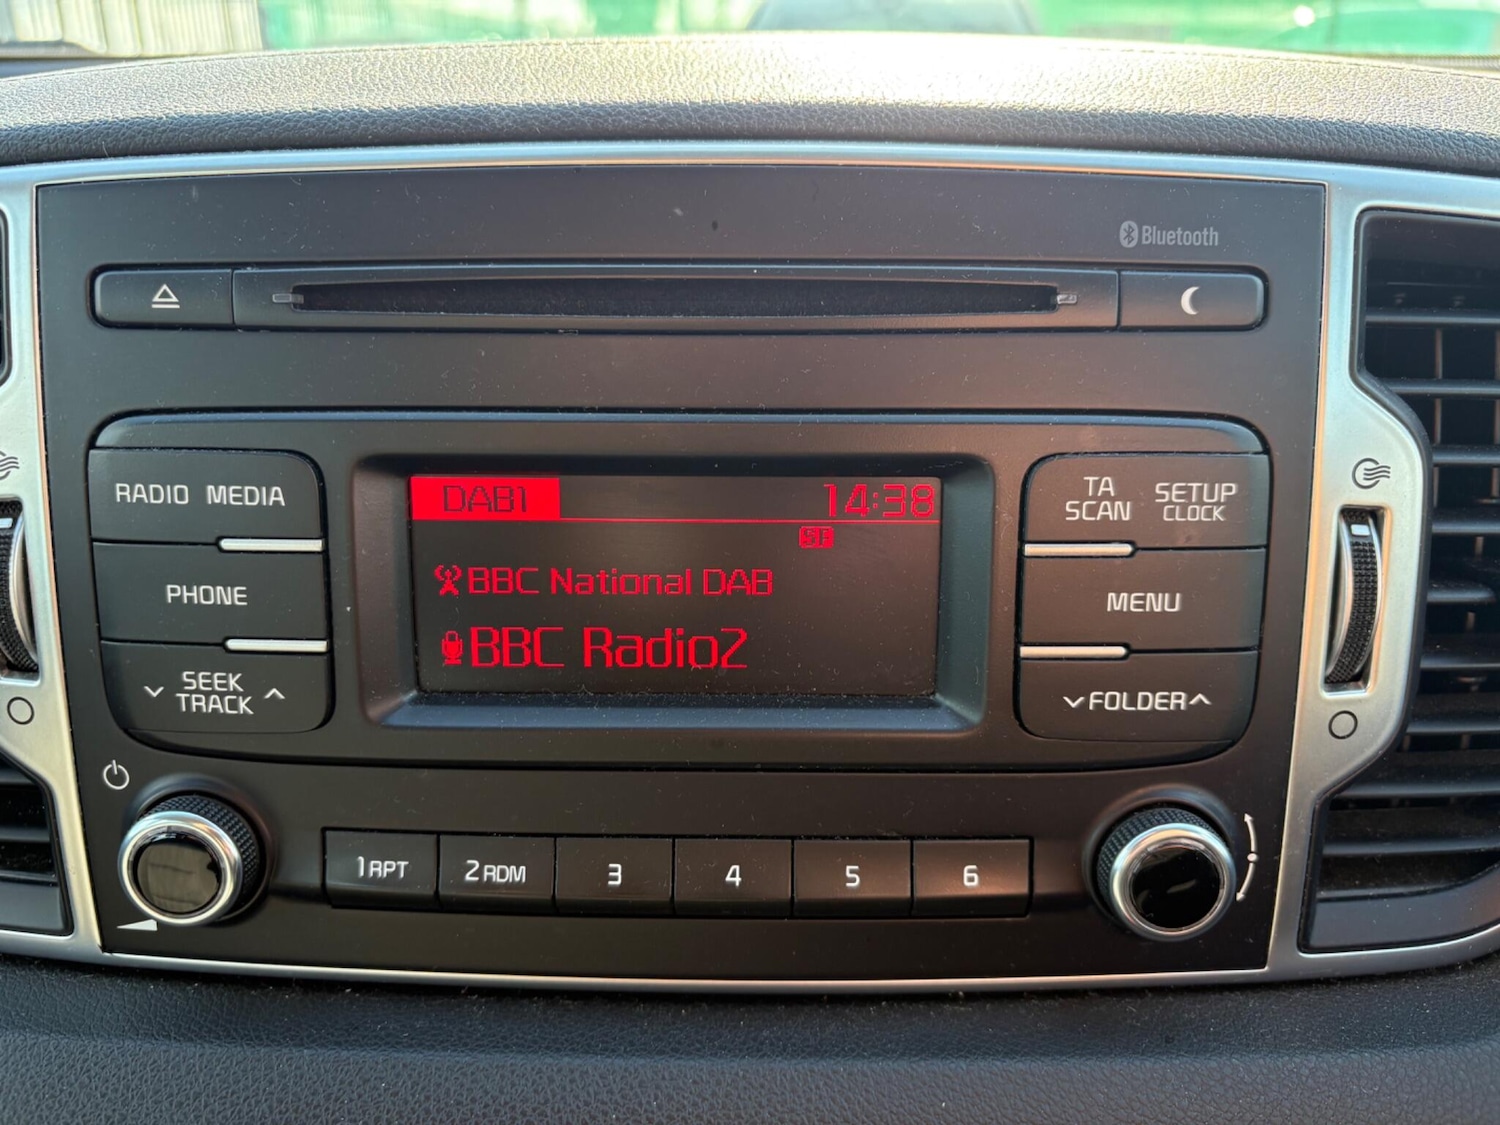 Bluetooth
RADIO MEDIA
PHONE
SEEK
TRACK
DAB1 14:38
SF
BBC National DAB
BBC Radio2
TA
SCAN
SETUP
CLOCK
MENU
FOLDER
1 RPT 2 RDM 3 4 5 6